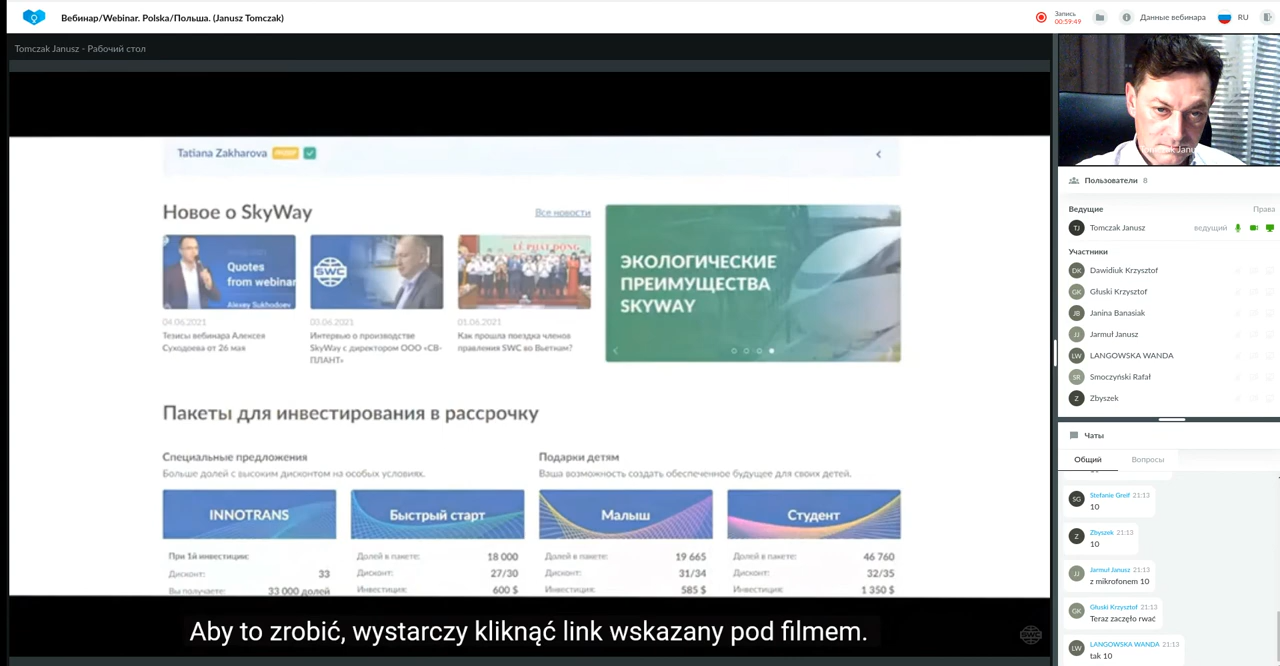 Вебинар/Webinar. Polska/Польша. (Janusz Tomczak)
Запись
00:59:49
Данные вебинара
RU
Tomczak Janusz - Рабочий стол
Tatiana Zakharova
Новое о SkyWay
Все новости
Quotes
from webinar
Alexey Sukhodoev
SWC
LỄ PHÁT ĐỘNG
04.06.2021
Тезисы вебинара Алексея
Суходоева от 26 мая
03.06.2021
Интервью о производстве
SkyWay с директором ООО «СВ-
ПЛАНТ»
01.06.2021
Как прошла поездка членов
правления SWC во Вьетнам?
ЭКОЛОГИЧЕСКИЕ
ПРЕИМУЩЕСТВА
SKYWAY
Пакеты для инвестирования в рассрочку
Специальные предложения
Больше долей с высоким дисконтом на особых условиях.
Подарки детям
Ваша возможность создать обеспеченное будущее для своих детей.
INNOTRANS
При 1й инвестиции:
Дисконт: 33
Вы получаете: 33 000 долей
Быстрый старт
Долей в пакете: 18 000
Дисконт: 27/30
Инвестиция: 600 $
Малыш
Долей в пакете: 19 665
Дисконт: 31/34
Инвестиция: 585 $
Студент
Долей в пакете: 46 760
Дисконт: 32/35
Инвестиция: 1 350 $
Aby to zrobić, wystarczy kliknąć link wskazany pod filmem.
SWC
Пользователи 8
Ведущие
Права
TJ Tomczak Janusz ведущий
Участники
DK Dawidiuk Krzysztof
GK Głuski Krzysztof
JB Janina Banasiak
JJ Jarmuł Janusz
LW LANGOWSKA WANDA
SR Smoczyński Rafał
Z Zbyszek
Чаты
Общий
Вопросы
SG Stefanie Greif 21:13
10
Z Zbyszek 21:13
10
JJ Jarmuł Janusz 21:13
z mikrofonem 10
GK Głuski Krzysztof 21:13
Teraz zaczęło rwać
LW LANGOWSKA WANDA 21:13
tak 10